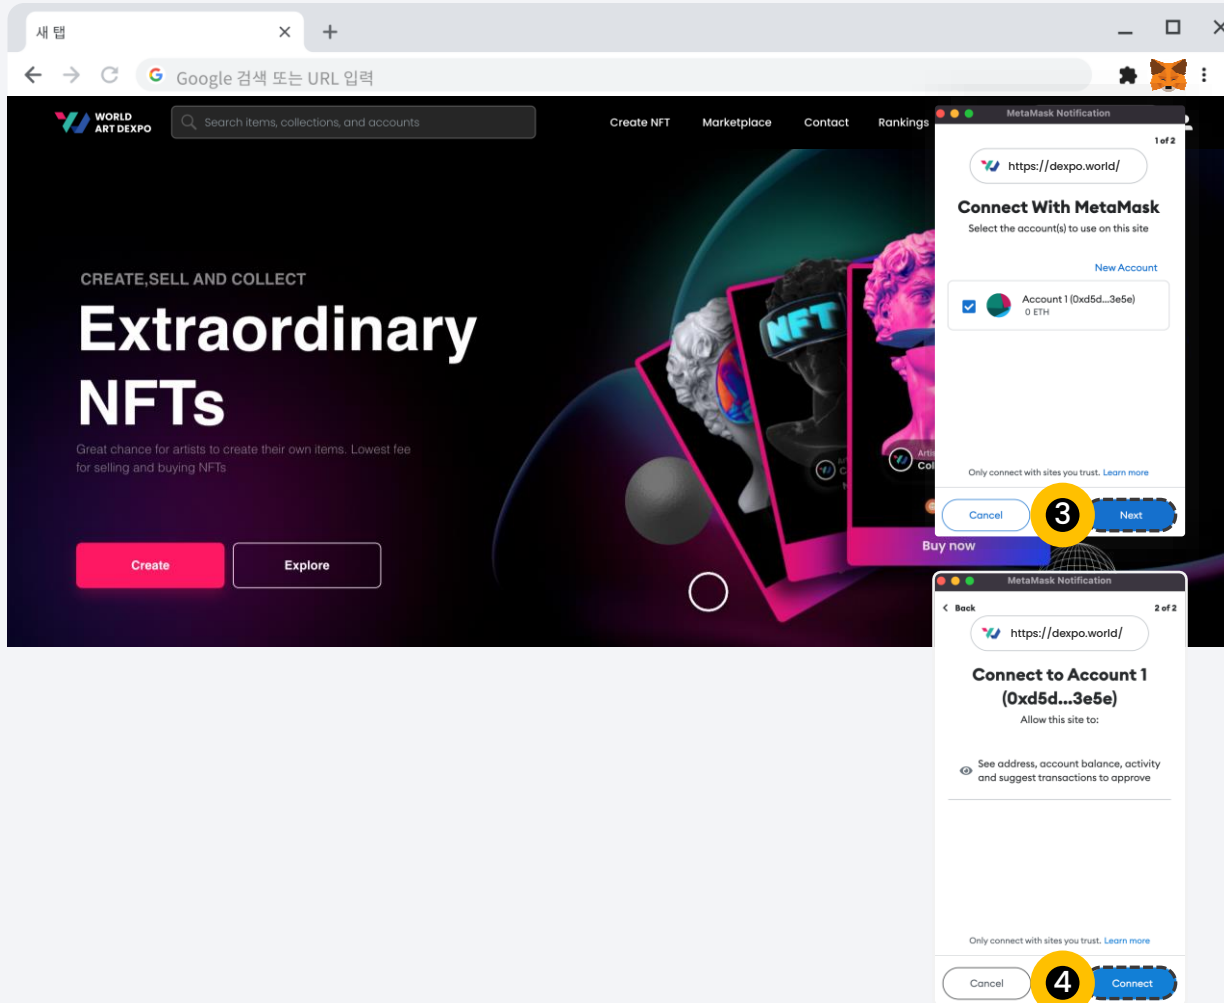 새 탭
Google 검색 또는 URL 입력
WORLD
ART DEXPO
Search items, collections, and accounts
Create NFT Marketplace Contact Rankings
CREATE,SELL AND COLLECT
Extraordinary
NFTs
Great chance for artists to create their own items. Lowest fee
for selling and buying NFTs
Create Explore
NFT
Buy now
MetaMask Notification
1 of 2
https://dexpo.world/
Connect With MetaMask
Select the account(s) to use on this site
New Account
Account 1 (0xd5d...3e5e)
0 ETH
Only connect with sites you trust. Learn more
Cancel 3 Next
MetaMask Notification
Back 2 of 2
https://dexpo.world/
Connect to Account 1
(0xd5d...3e5e)
Allow this site to:
See address, account balance, activity
and suggest transactions to approve
Only connect with sites you trust. Learn more
Cancel 4 Connect